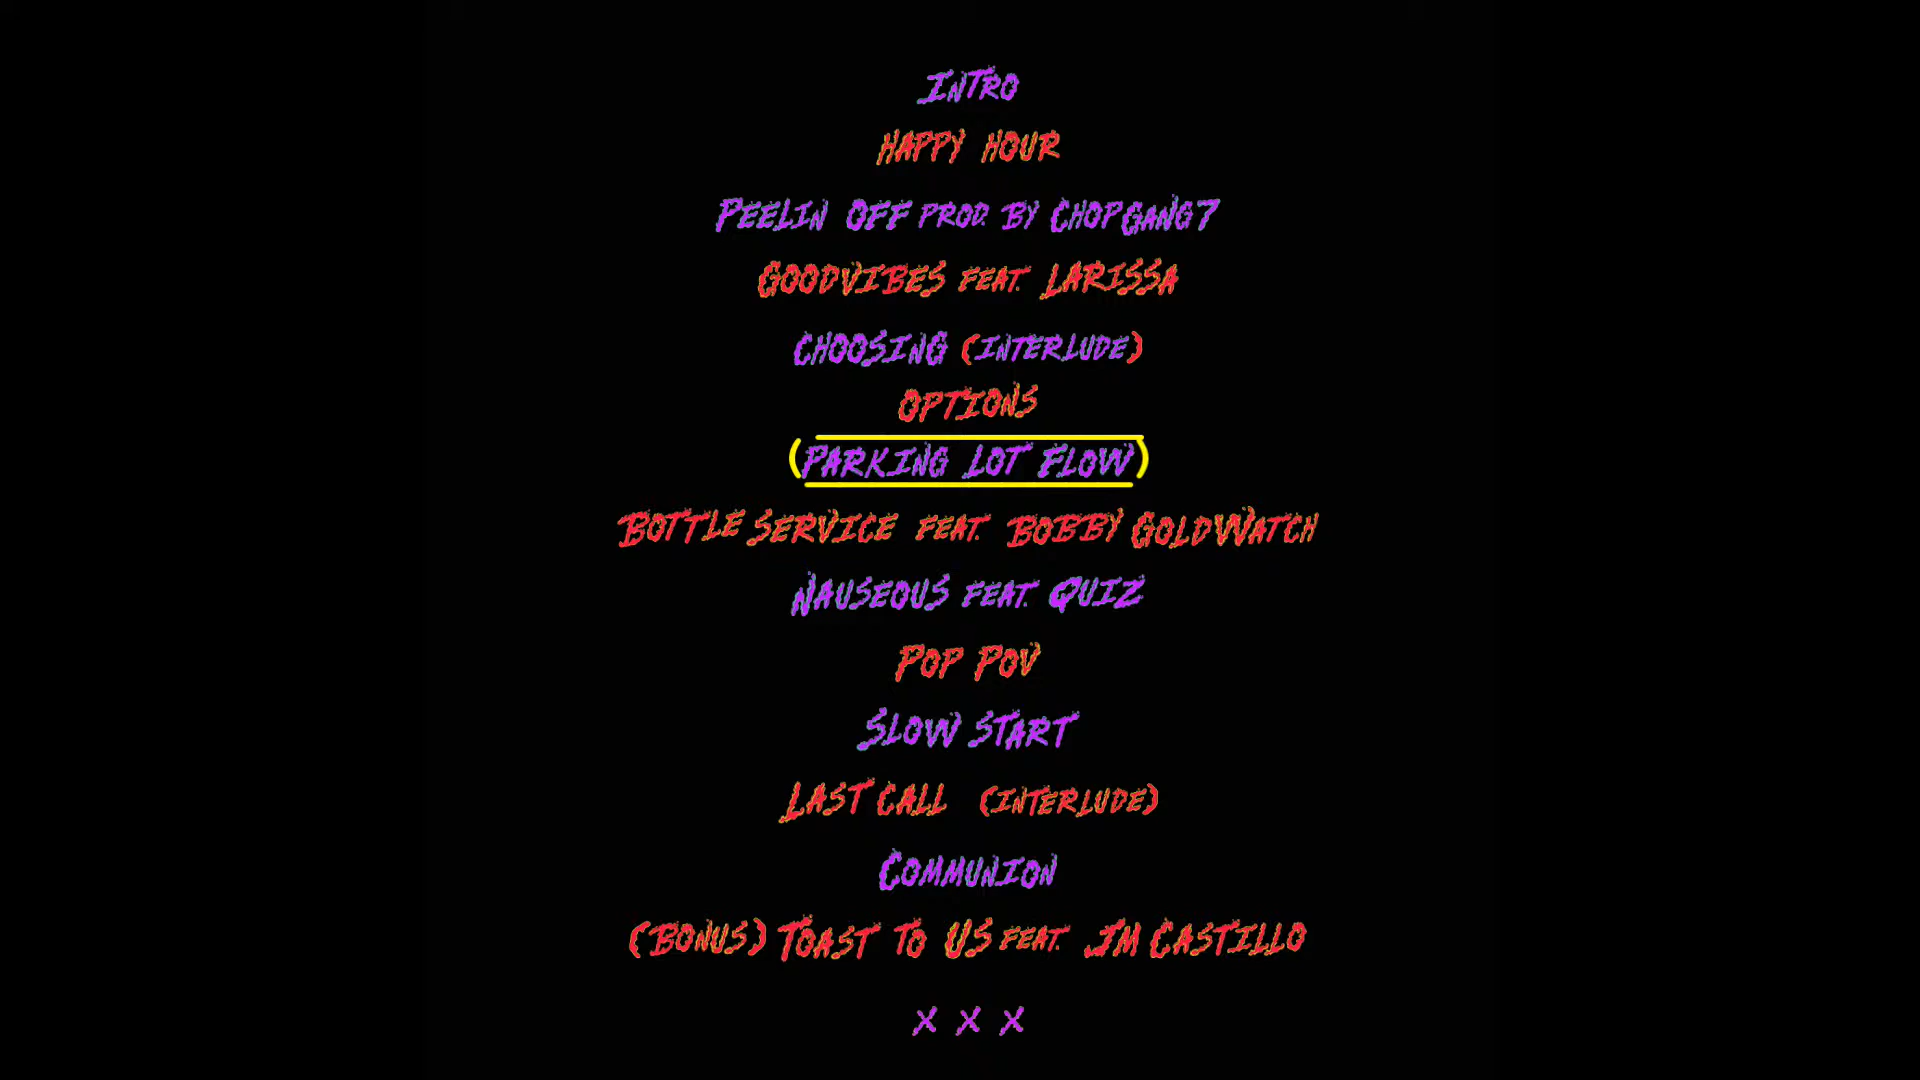 Intro
Happy Hour
Peelin Off prod. by ChopGang7
Goodvibes feat. Larissa
Choosing (interlude)
Options
(Parking Lot Flow)
Bottle Service feat. Bobby GoldWatch
Nauseous feat. Quiz
Pop Pov
Slow Start
Last Call (interlude)
Communion
(Bonus) Toast to Us feat. JM Castillo
x x x